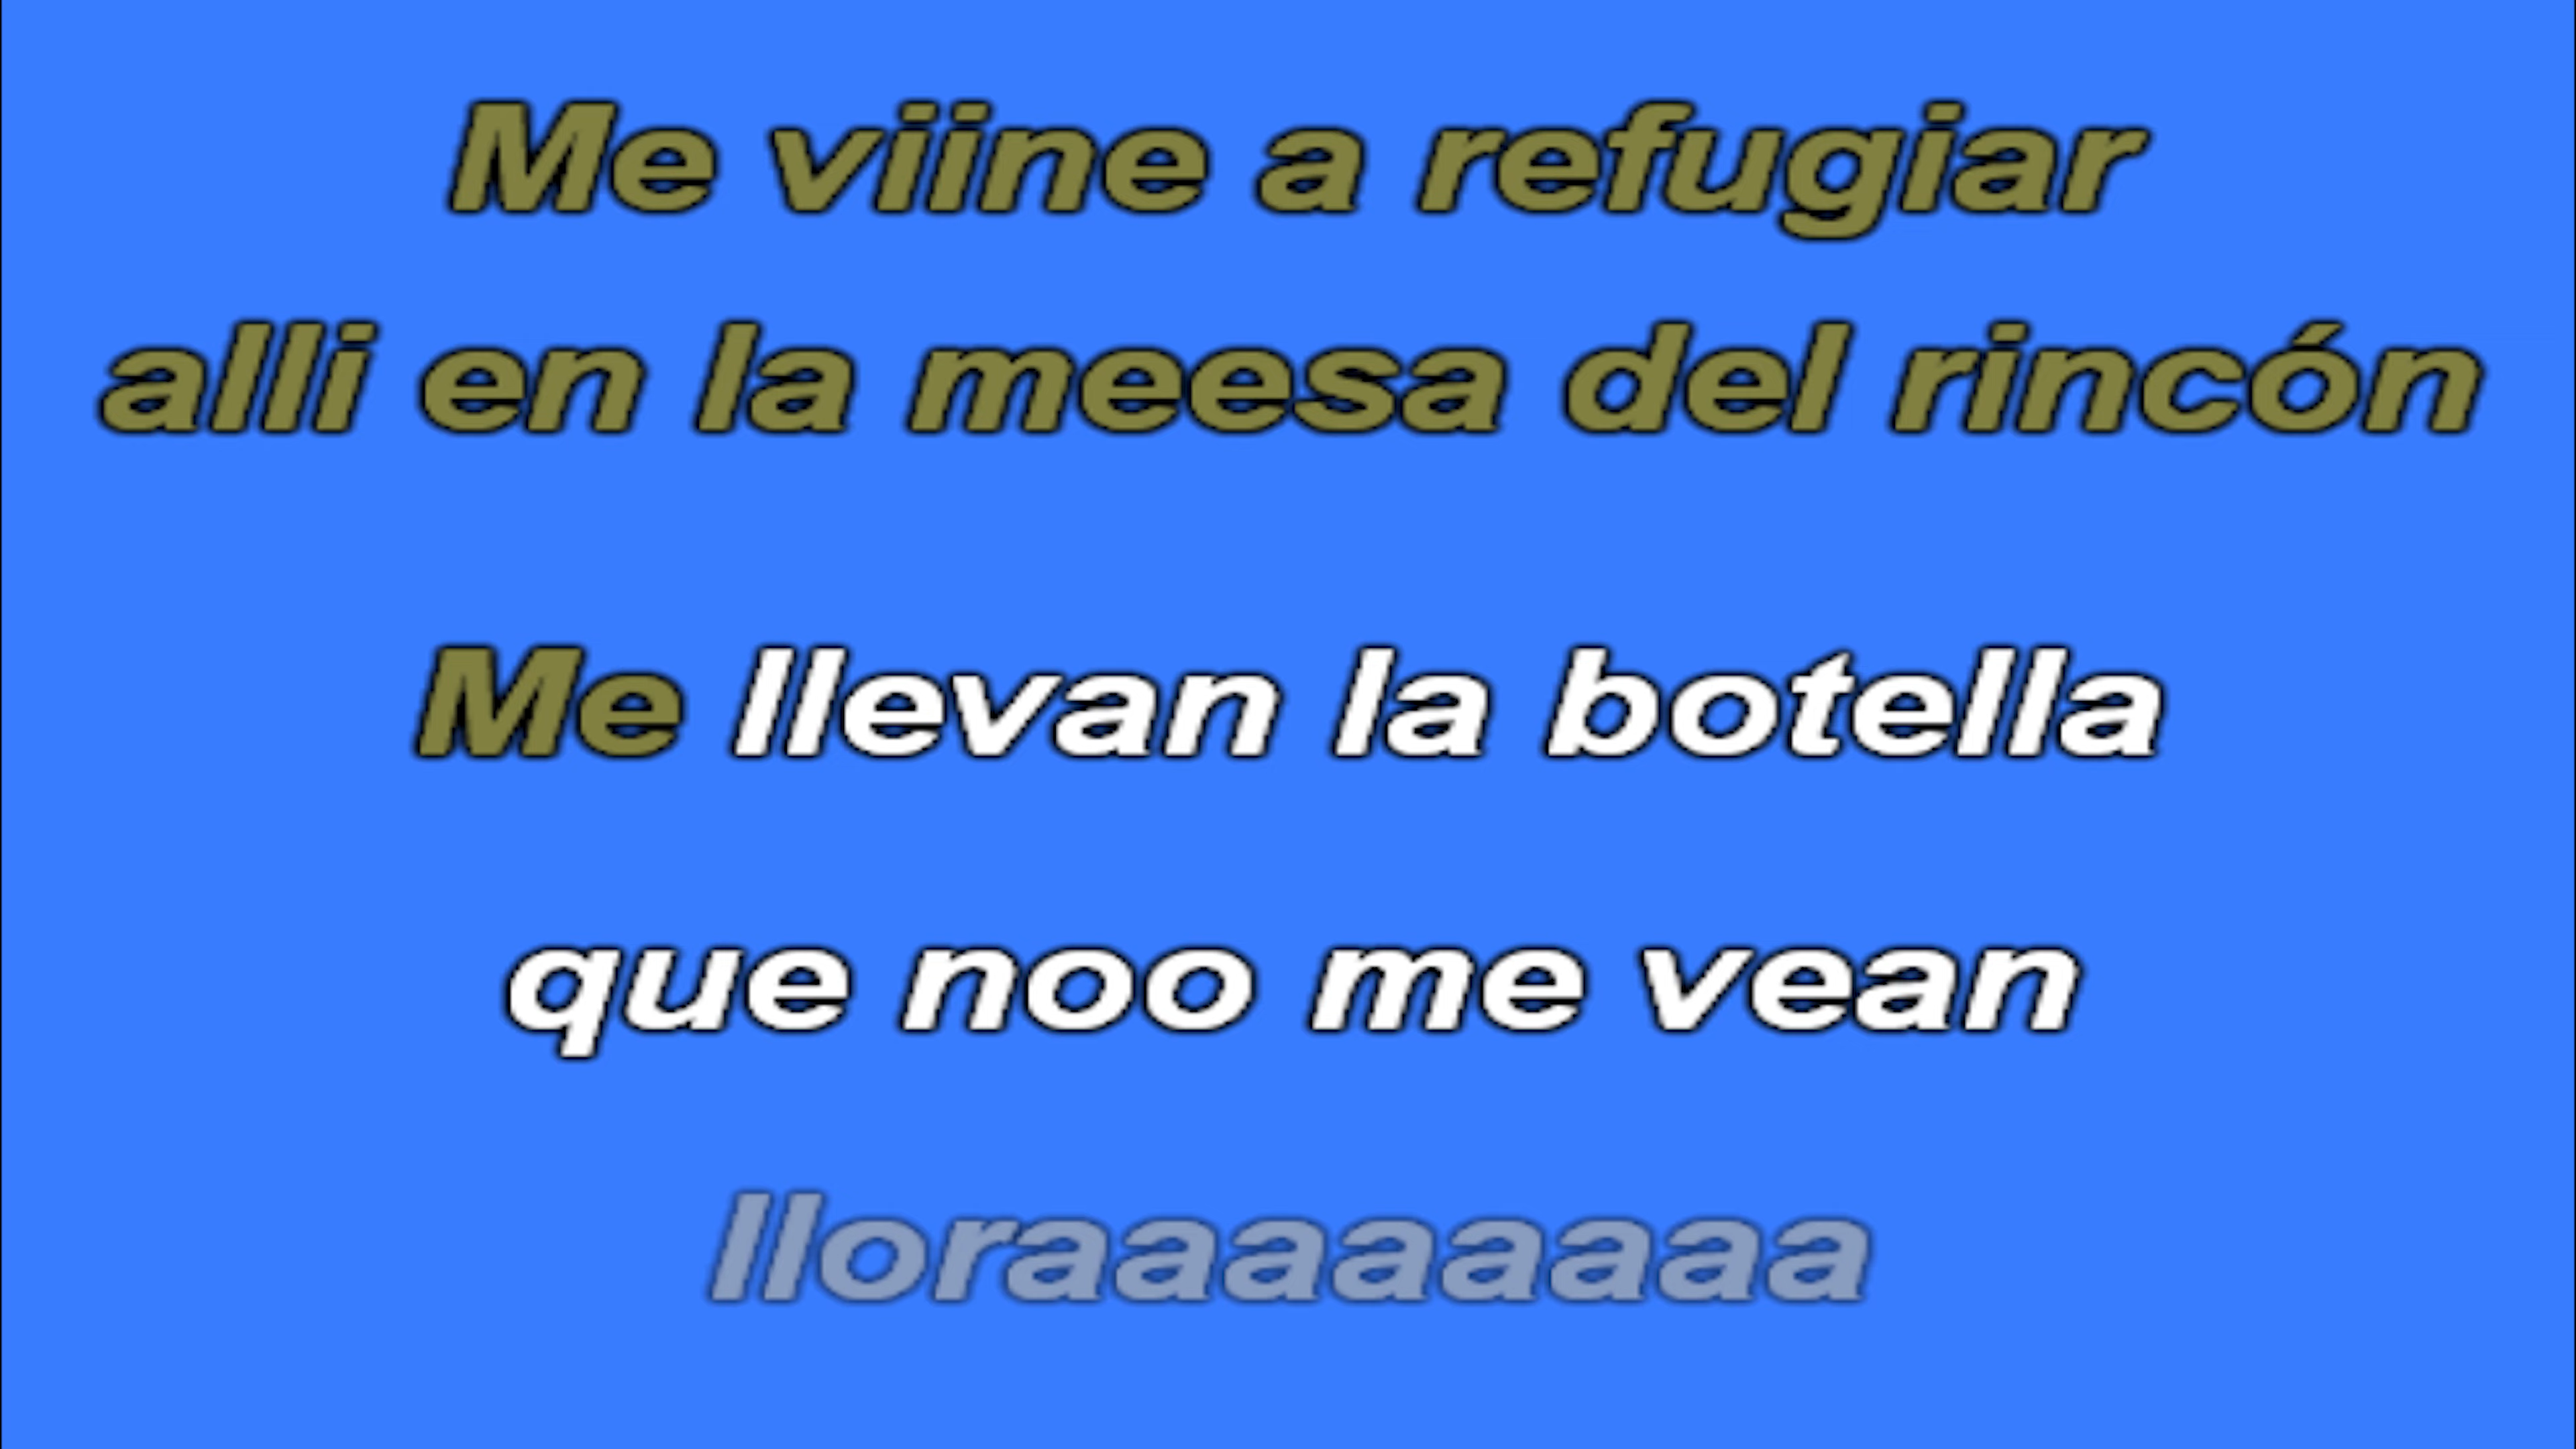 Me viine a refugiar
alli en la meesa del rincón
Me llevan la botella
que noo me vean
lloraaaaaaaa